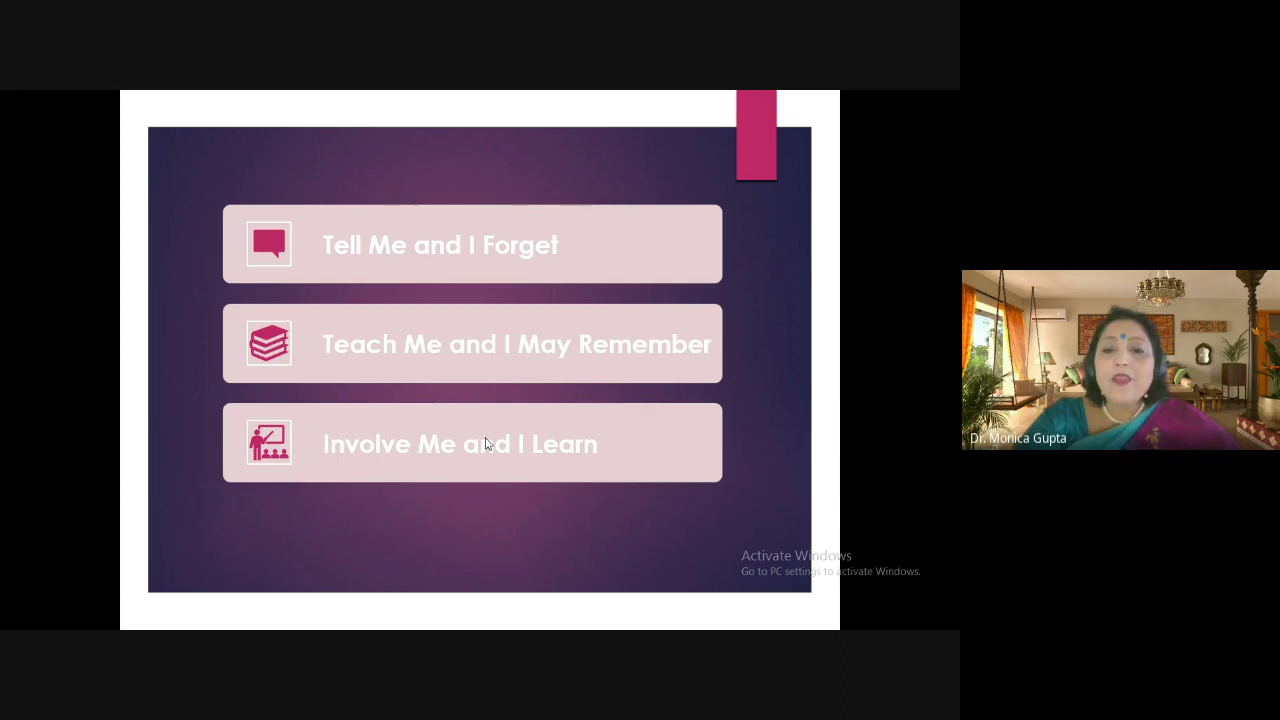 Tell Me and I Forget
Teach Me and I May Remember
Involve Me and I Learn
Activate Windows
Go to PC settings to activate Windows.
Dr. Monica Gupta